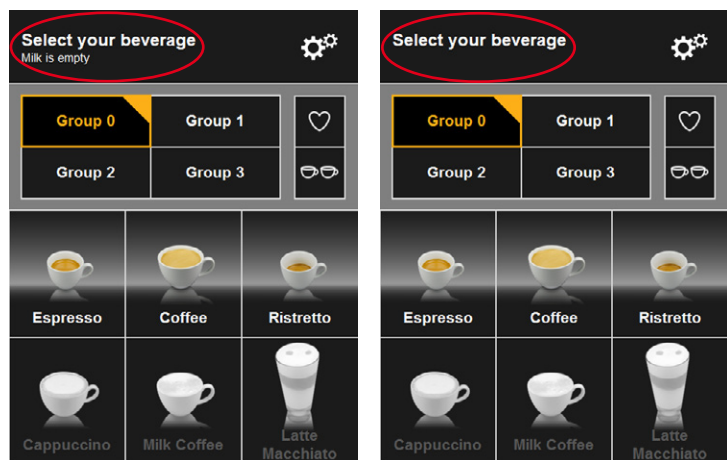 Select your beverage
Milk is empty
Group 0 Group 1
Group 2 Group 3
Espresso Coffee Ristretto
Cappuccino Milk Coffee Latte
Macchiato
Select your beverage
Group 0 Group 1
Group 2 Group 3
Espresso Coffee Ristretto
Cappuccino Milk Coffee Latte
Macchiato